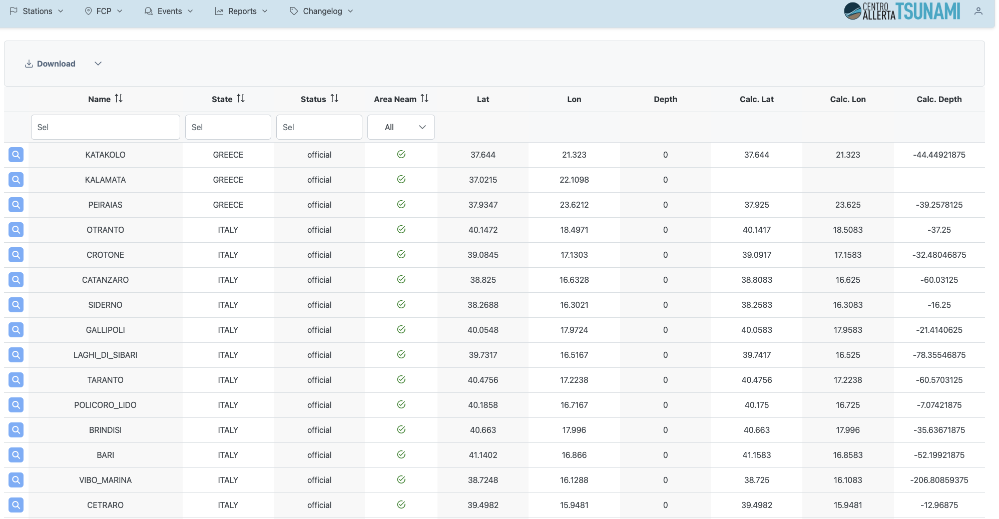 Stations FCP Events Reports Changelog CENTRO ALLERTA TSUNAMI
Download
Name State Status Area Neam Lat Lon Depth Calc. Lat Calc. Lon Calc. Depth
Sel Sel Sel All
KATAKOLO GREECE official 37.644 21.323 0 37.644 21.323 -44.44921875
KALAMATA GREECE official 37.0215 22.1098 0
PEIRAIAS GREECE official 37.9347 23.6212 0 37.925 23.625 -39.2578125
OTRANTO ITALY official 40.1472 18.4971 0 40.1417 18.5083 -37.25
CROTONE ITALY official 39.0845 17.1303 0 39.0917 17.1583 -32.48046875
CATANZARO ITALY official 38.825 16.6328 0 38.8083 16.625 -60.03125
SIDERNO ITALY official 38.2688 16.3021 0 38.2583 16.3083 -16.25
GALLIPOLI ITALY official 40.0548 17.9724 0 40.0583 17.9583 -21.4140625
LAGHI_DI_SIBARI ITALY official 39.7317 16.5167 0 39.7417 16.525 -78.35546875
TARANTO ITALY official 40.4756 17.2238 0 40.4756 17.2238 -60.5703125
POLICORO_LIDO ITALY official 40.1858 16.7167 0 40.175 16.725 -7.07421875
BRINDISI ITALY official 40.663 17.996 0 40.663 17.996 -35.63671875
BARI ITALY official 41.1402 16.866 0 41.1583 16.8583 -52.19921875
VIBO_MARINA ITALY official 38.7248 16.1288 0 38.725 16.1083 -206.80859375
CETRARO ITALY official 39.4982 15.9481 0 39.4982 15.9481 -12.96875